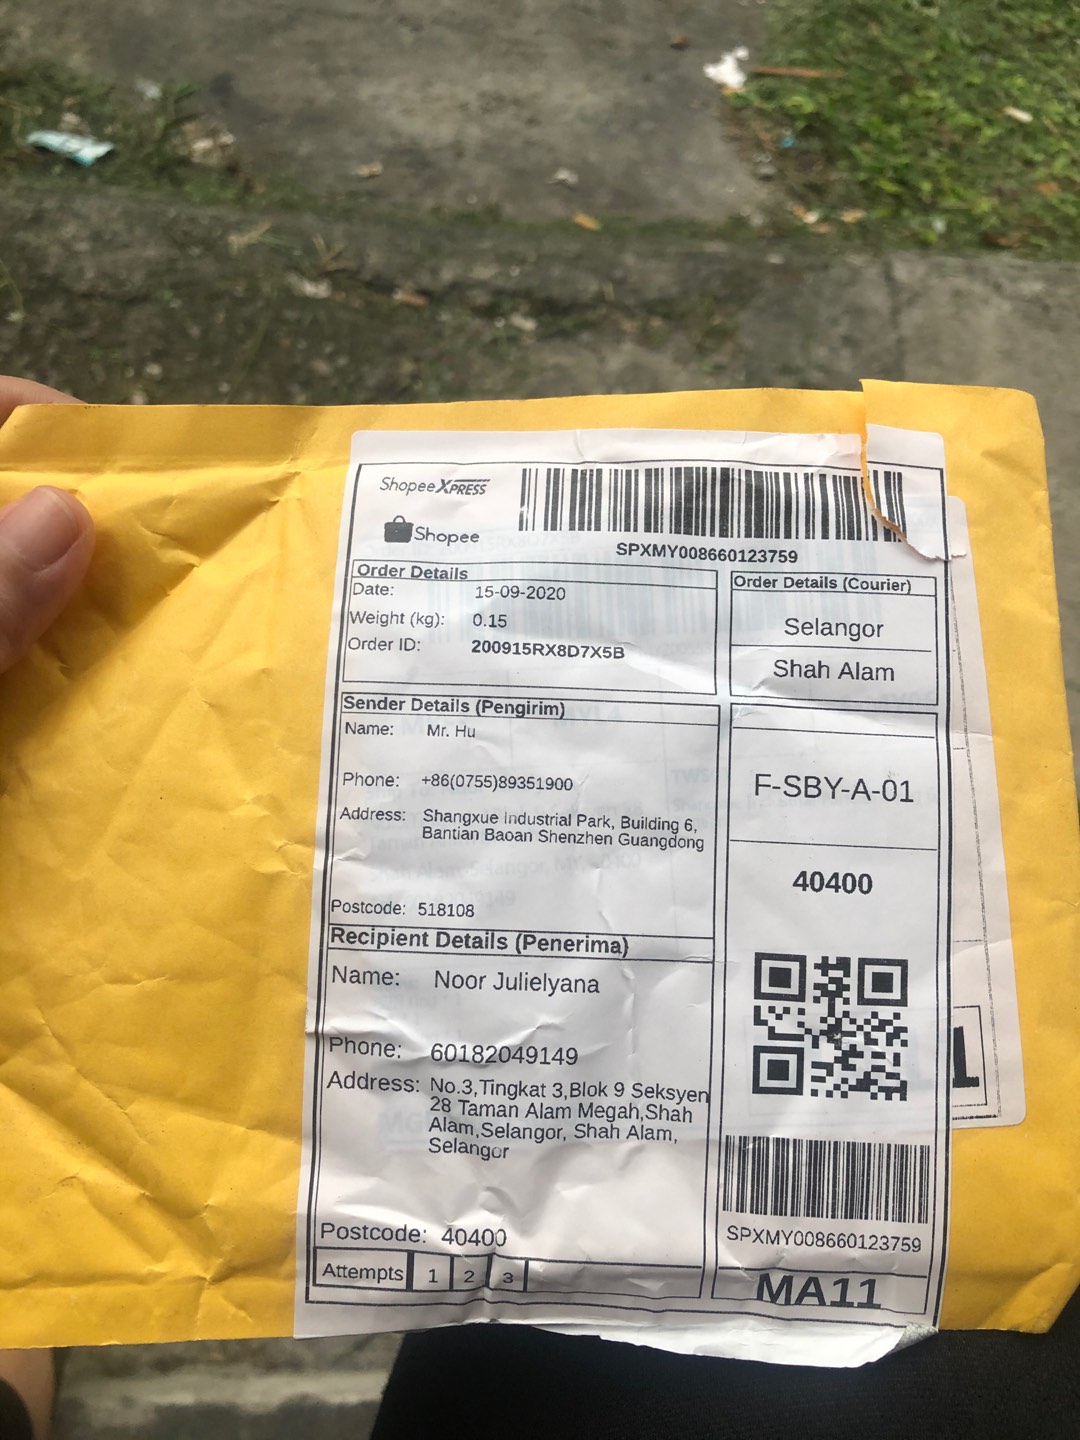 Shopee XPRESS
Shopee
SPXMY008660123759
Order Details
Date: 15-09-2020
Weight (kg): 0.15
Order ID: 200915RX8D7X5B
Order Details (Courier)
Selangor
Shah Alam
Sender Details (Pengirim)
Name: Mr. Hu
Phone: +86(0755)89351900
Address: Shangxue Industrial Park, Building 6,
Bantian Baoan Shenzhen Guangdong
Postcode: 518108
F-SBY-A-01
40400
Recipient Details (Penerima)
Name: Noor Julielyana
Phone: 60182049149
Address: No.3,Tingkat 3,Blok 9 Seksyen
28 Taman Alam Megah,Shah
Alam,Selangor, Shah Alam,
Selangor
Postcode: 40400
Attempts 1 2 3
SPXMY008660123759
MA11
1